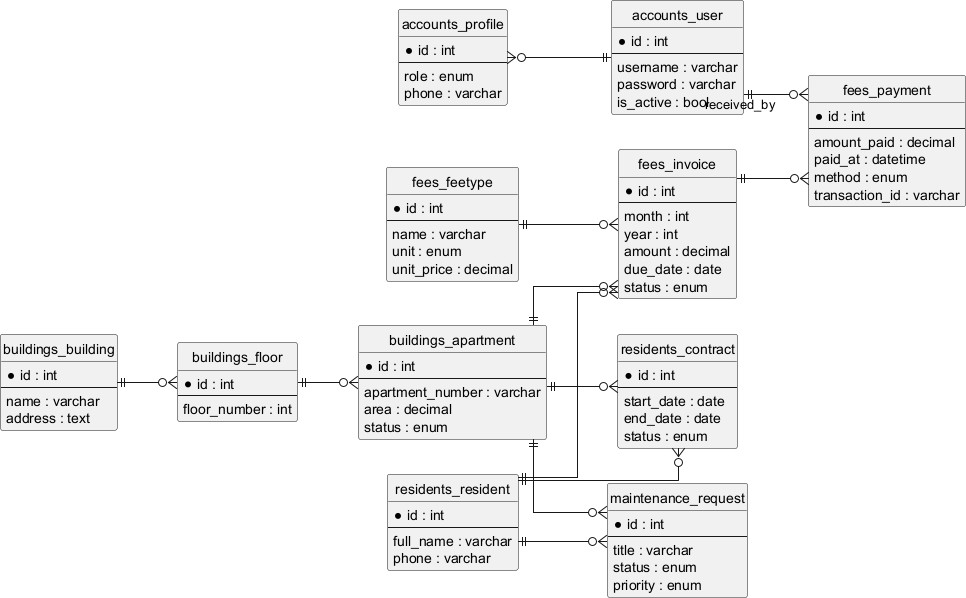 accounts_profile
● id : int
role : enum
phone : varchar
accounts_user
● id : int
username : varchar
password : varchar
is_active : bool
received_by
fees_payment
● id : int
amount_paid : decimal
paid_at : datetime
method : enum
transaction_id : varchar
fees_feetype
● id : int
name : varchar
unit : enum
unit_price : decimal
fees_invoice
● id : int
month : int
year : int
amount : decimal
due_date : date
status : enum
buildings_building
● id : int
name : varchar
address : text
buildings_floor
● id : int
floor_number : int
buildings_apartment
● id : int
apartment_number : varchar
area : decimal
status : enum
residents_contract
● id : int
start_date : date
end_date : date
status : enum
residents_resident
● id : int
full_name : varchar
phone : varchar
maintenance_request
● id : int
title : varchar
status : enum
priority : enum